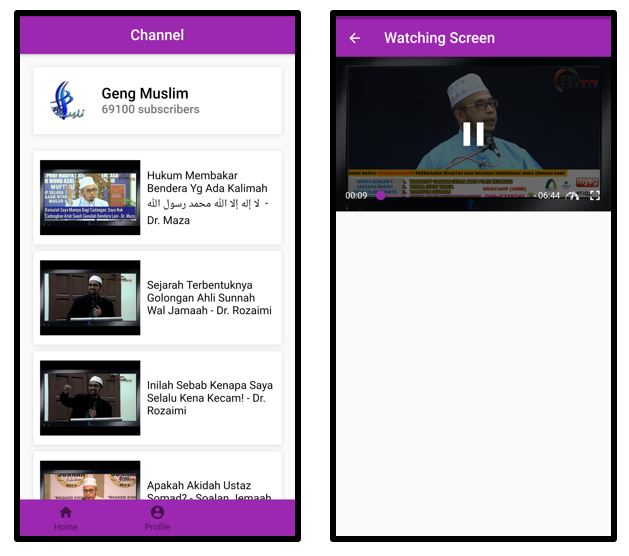 Channel
Geng Muslim
69100 subscribers
Hukum Membakar
Bendera Yg Ada Kalimah
لا إله إلا الله محمد رسول الله -
Dr. Maza
Sejarah Terbentuknya
Golongan Ahli Sunnah
Wal Jamaah - Dr. Rozaimi
Inilah Sebab Kenapa Saya
Selalu Kena Kecam! - Dr.
Rozaimi
Apakah Akidah Ustaz
Somad? - Soalan Jemaah
Home
Profile
Watching Screen
00:09
- 06:44